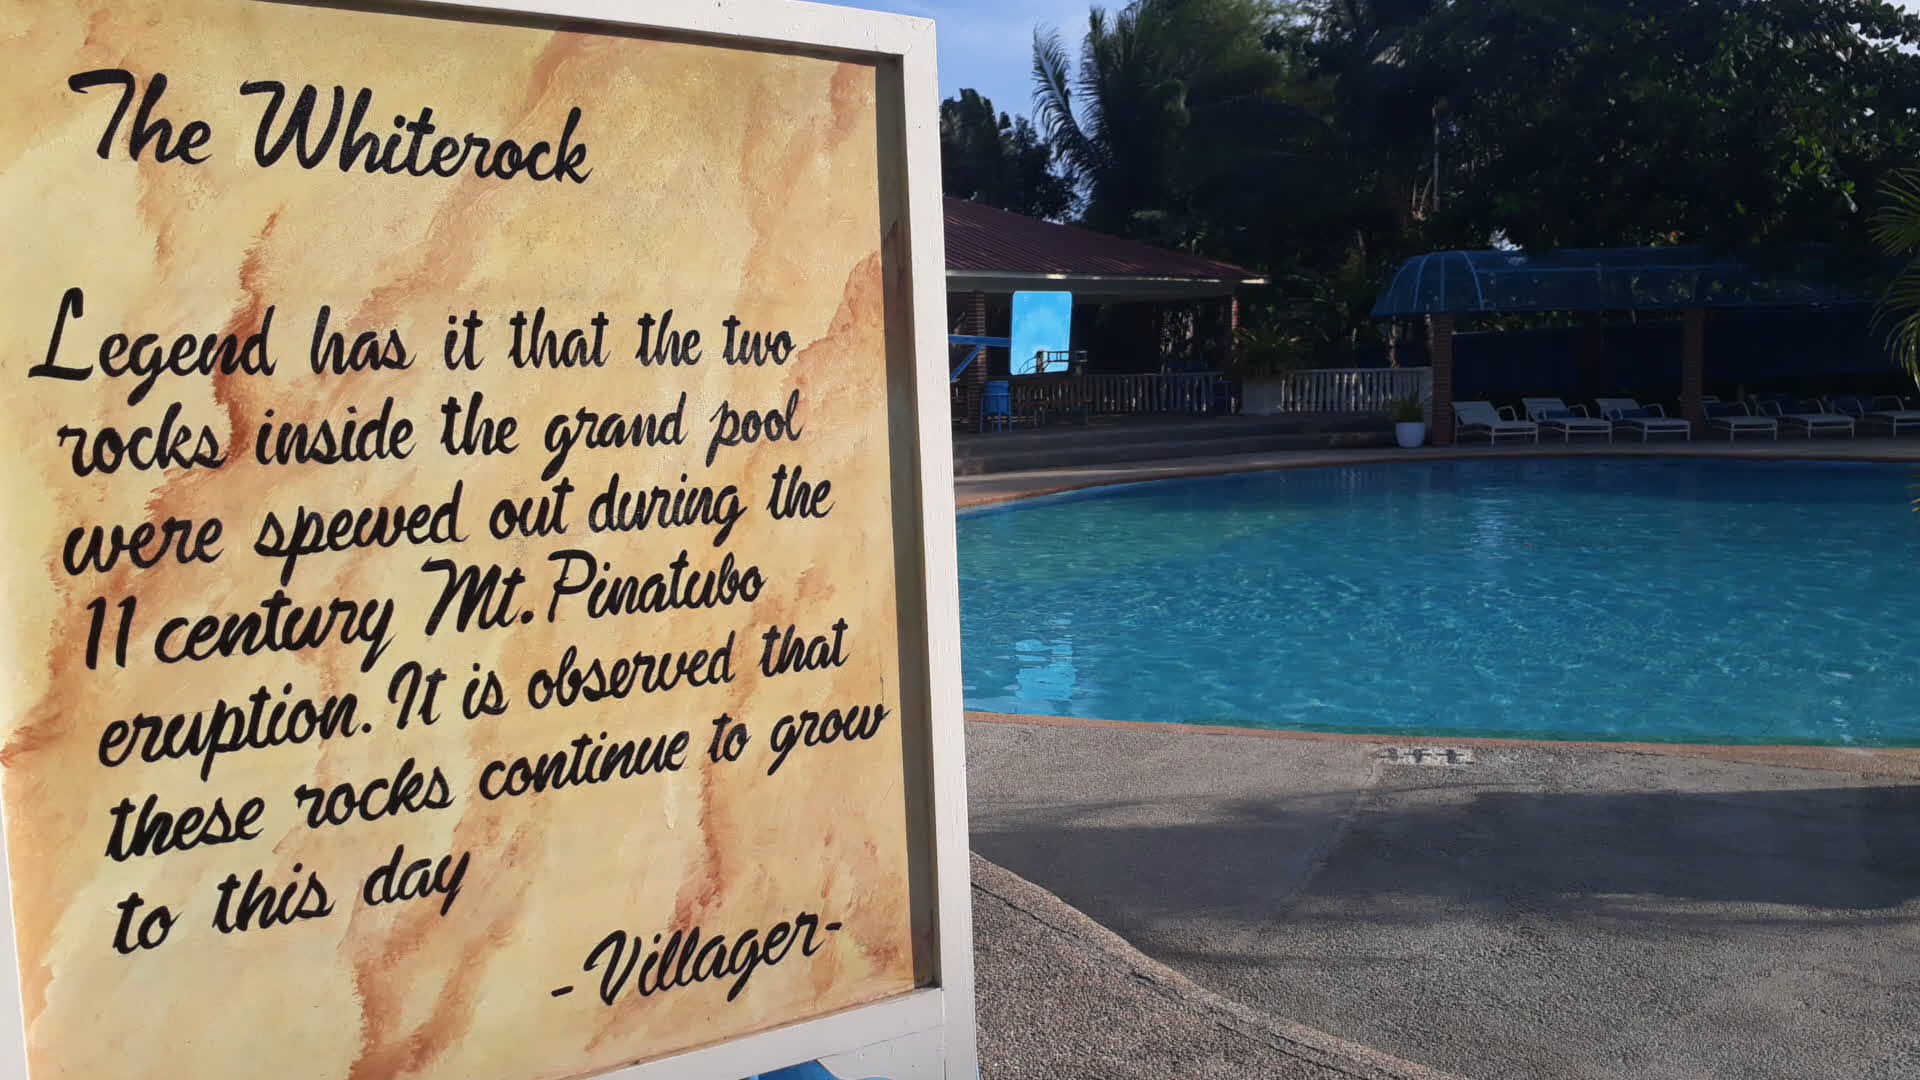 The Whiterock
Legend has it that the two
rocks inside the grand pool
were spewed out during the
11 century Mt. Pinatubo
eruption. It is observed that
these rocks continue to grow
to this day
-Villager-